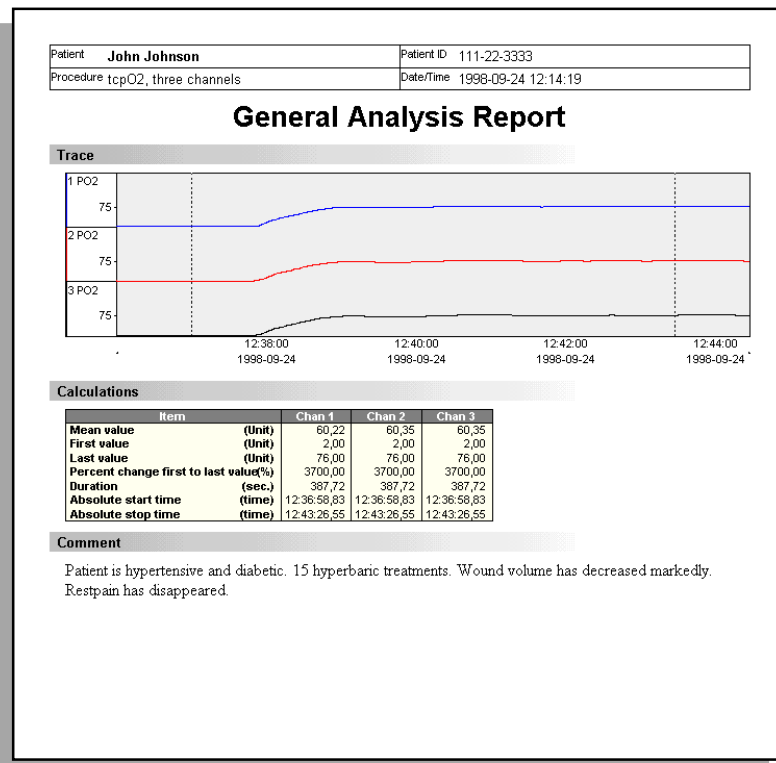 Patient John Johnson Patient ID 111-22-3333
Procedure tcpO2, three channels Date/Time 1998-09-24 12:14:19
General Analysis Report
Trace
1 PO2
75
2 PO2
75
3 PO2
75
12:38:00 12:40:00 12:42:00 12:44:00
1998-09-24 1998-09-24 1998-09-24 1998-09-24
Calculations
Item Chan 1 Chan 2 Chan 3
Mean value (Unit) 60,22 60,35 60,35
First value (Unit) 2,00 2,00 2,00
Last value (Unit) 76,00 76,00 76,00
Percent change first to last value(%) 3700,00 3700,00 3700,00
Duration (sec.) 387,72 387,72 387,72
Absolute start time (time) 12:36:58,83 12:36:58,83 12:36:58,83
Absolute stop time (time) 12:43:26,55 12:43:26,55 12:43:26,55
Comment
Patient is hypertensive and diabetic. 15 hyperbaric treatments. Wound volume has decreased markedly.
Restpain has disappeared.